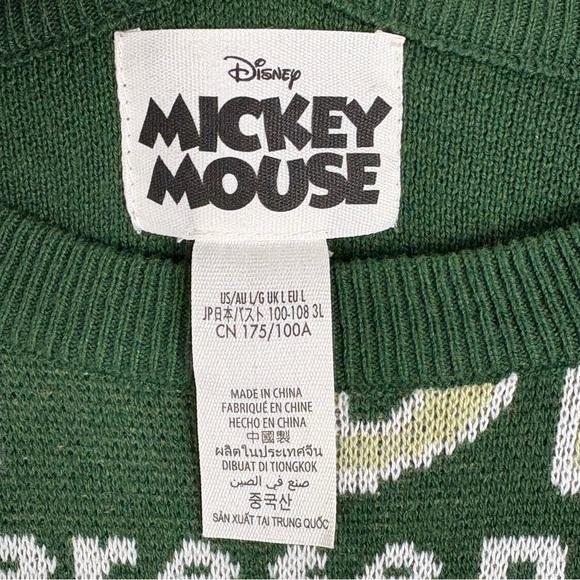 Disney
MICKEY
MOUSE
US/AU L/G UK L EU L
JP日本/バスト 100-108 3L
CN 175/100A
MADE IN CHINA
FABRIQUÉ EN CHINE
HECHO EN CHINA
中國製
ผลิตในประเทศจีน
DIBUAT DI TIONGKOK
صنع في الصين
중국산
SẢN XUẤT TẠI TRUNG QUỐC